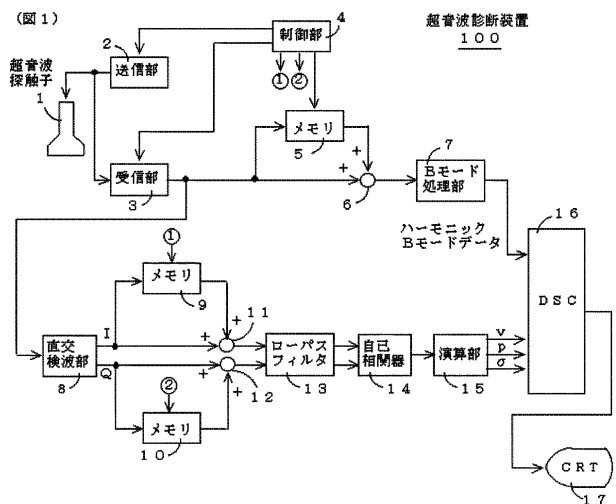 (図1)
超音波診断装置
100
制御部
4
2
送信部
① ②
超音波
探触子
1
メモリ
5
受信部
3
+
+
6
7
Bモード
処理部
ハーモニック
Bモードデータ
16
DSC
①
メモリ
9
+
11
直交
検波部
8
I
Q
+
+
12
+
ローパス
フィルタ
13
自己
相関器
14
演算部
15
v
p
σ
②
メモリ
10
CRT
17